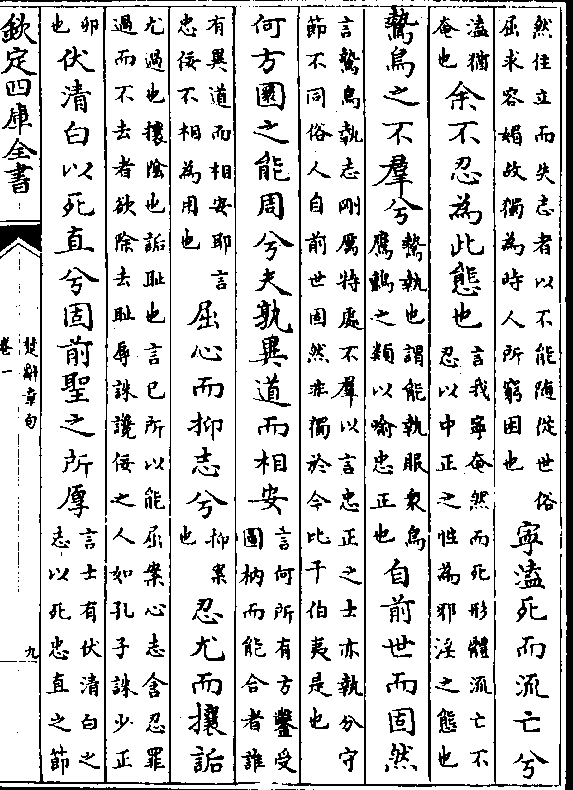 然住立而失志者以不能隨從世俗
屈求容媚故獨為時人所窮困也
寧溘死而流亡兮
溘猶
奄也
余不忍為此態也
言我寧奄然而死形體流亡不
忍以中正之性為邪淫之態也
鷙鳥之不羣兮
鷙執也謂能執服衆鳥
鷹鸇之類以喻忠正也
自前世而固然
言鷙鳥執志剛厲特處不羣以言忠正之士亦執分守
節不同俗人自前世固然非獨於今比干伯夷是也
何方圜之能周兮夫孰異道而相安
言何所有方鑿受
圜枘而能合者誰
有異道而相安耶言
忠佞不相為用也
屈心而抑志兮
抑案
也
忍尤而攘詬
尤過也攘除也詬恥也言已所以能屈案心志含忍罪
過而不去者欲除去恥辱誅讒佞之人如孔子誅少正
卯
也
伏清白以死直兮固前聖之所厚
言士有伏清白之
志以死忠直之節
欽定四庫全書
楚辭章句
卷一
九